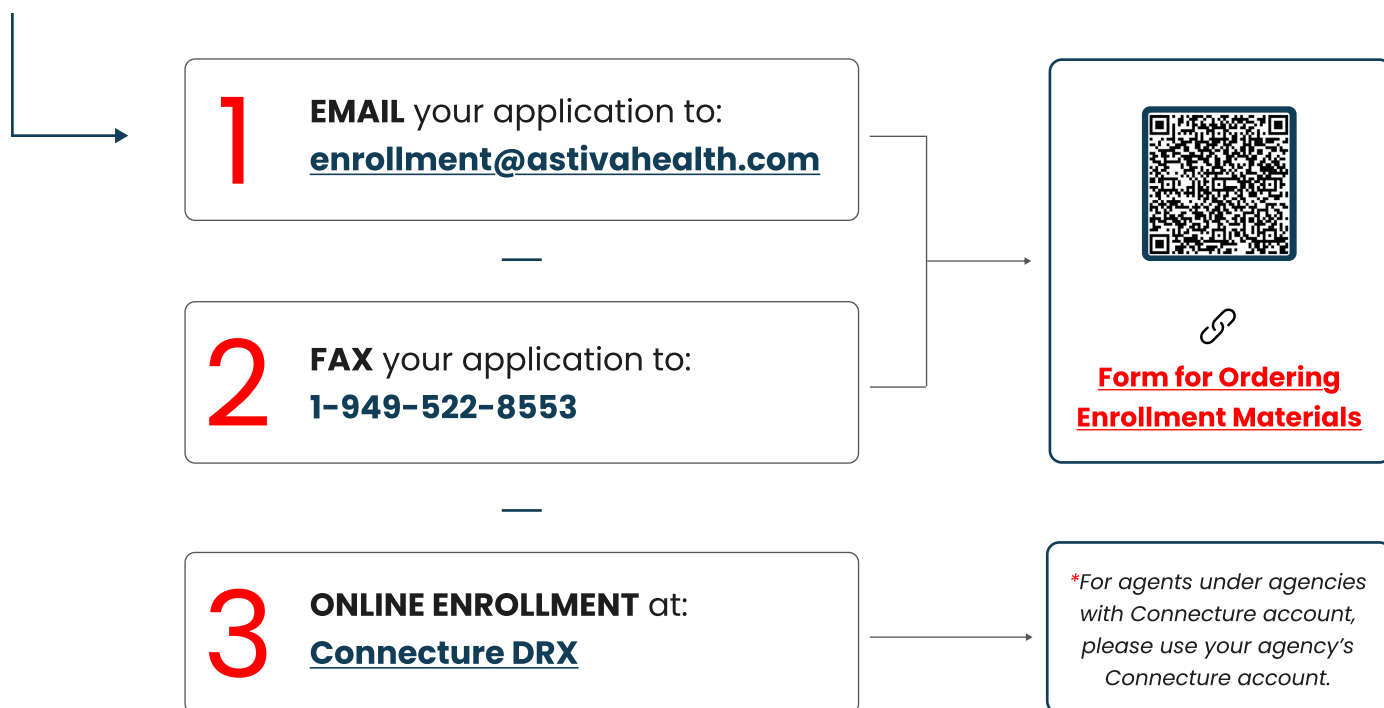 1
EMAIL your application to:
enrollment@astivahealth.com
2
FAX your application to:
1-949-522-8553
Form for Ordering
Enrollment Materials
3
ONLINE ENROLLMENT at:
Connecture DRX
*For agents under agencies
with Connecture account,
please use your agency’s
Connecture account.